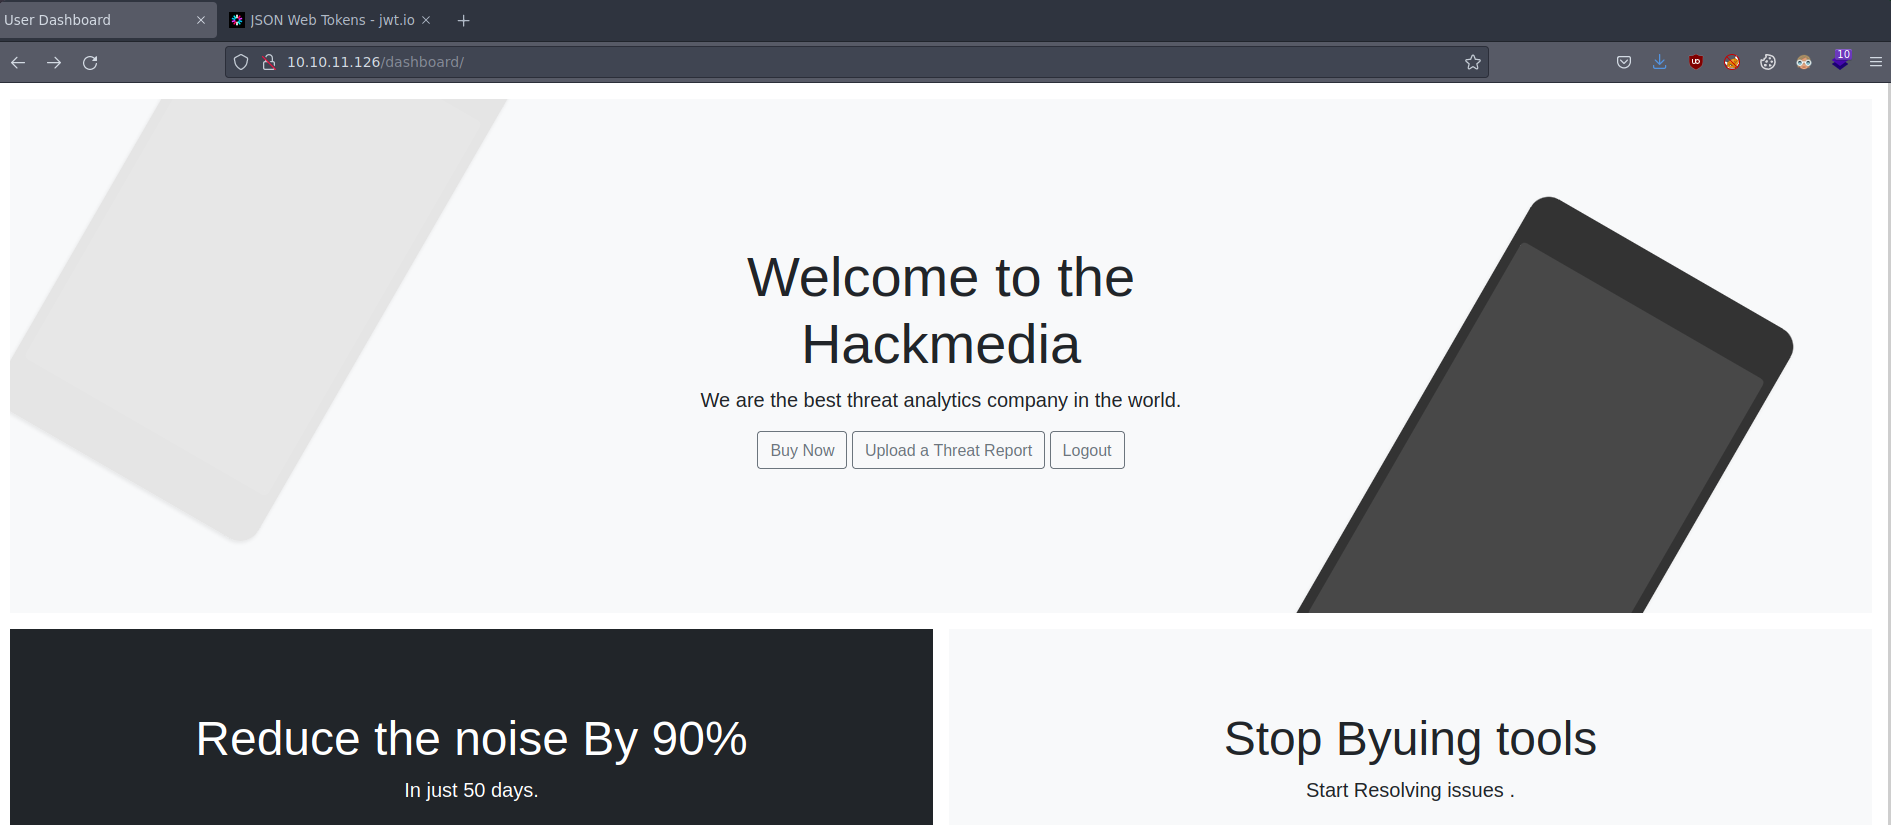 User Dashboard
JSON Web Tokens - jwt.io
10.10.11.126/dashboard/
10
Welcome to the
Hackmedia
We are the best threat analytics company in the world.
Buy Now
Upload a Threat Report
Logout
Reduce the noise By 90%
In just 50 days.
Stop Byuing tools
Start Resolving issues .